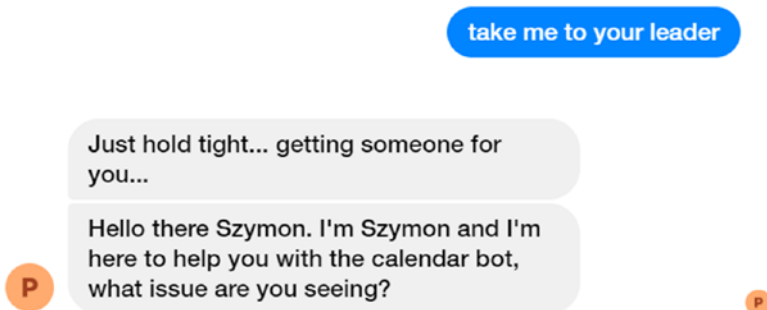 take me to your leader
Just hold tight... getting someone for
you...
Hello there Szymon. I'm Szymon and I'm
here to help you with the calendar bot,
what issue are you seeing?
P
P